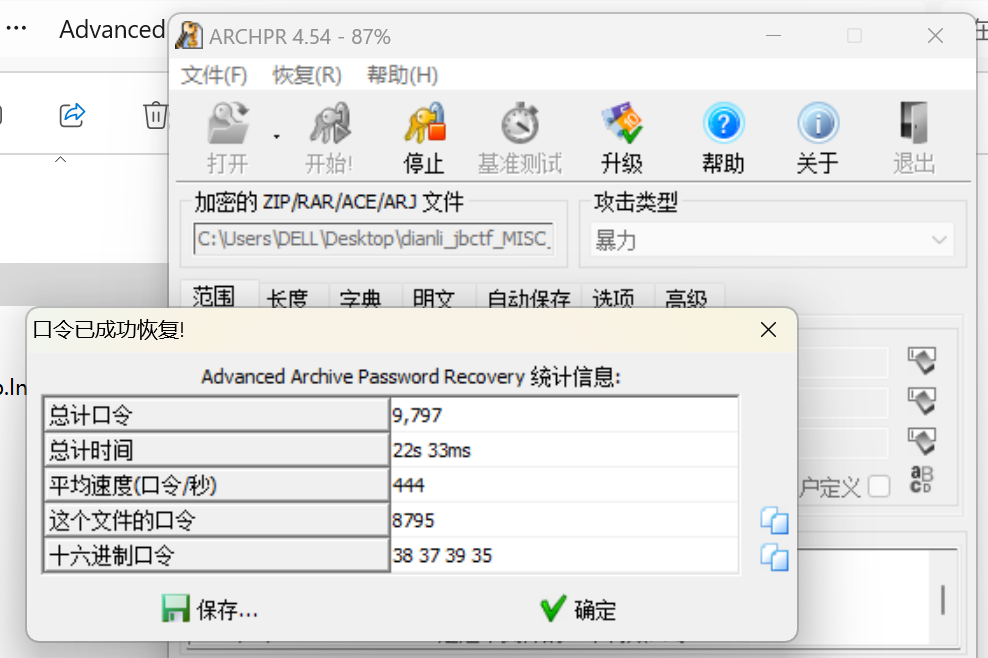 Advanced
ARCHPR 4.54 - 87%
文件(F) 恢复(R) 帮助(H)
打开 开始! 停止 基准测试 升级 帮助 关于 退出
加密的 ZIP/RAR/ACE/ARJ 文件
攻击类型
C:\Users\DELL\Desktop\dianli_jbctf_MISC_
暴力
范围 长度 字典 明文 自动保存 选项 高级
口令已成功恢复!
Advanced Archive Password Recovery 统计信息:
总计口令 9,797
总计时间 22s 33ms
平均速度(口令/秒) 444
这个文件的口令 8795
十六进制口令 38 37 39 35
户定义
保存... 确定